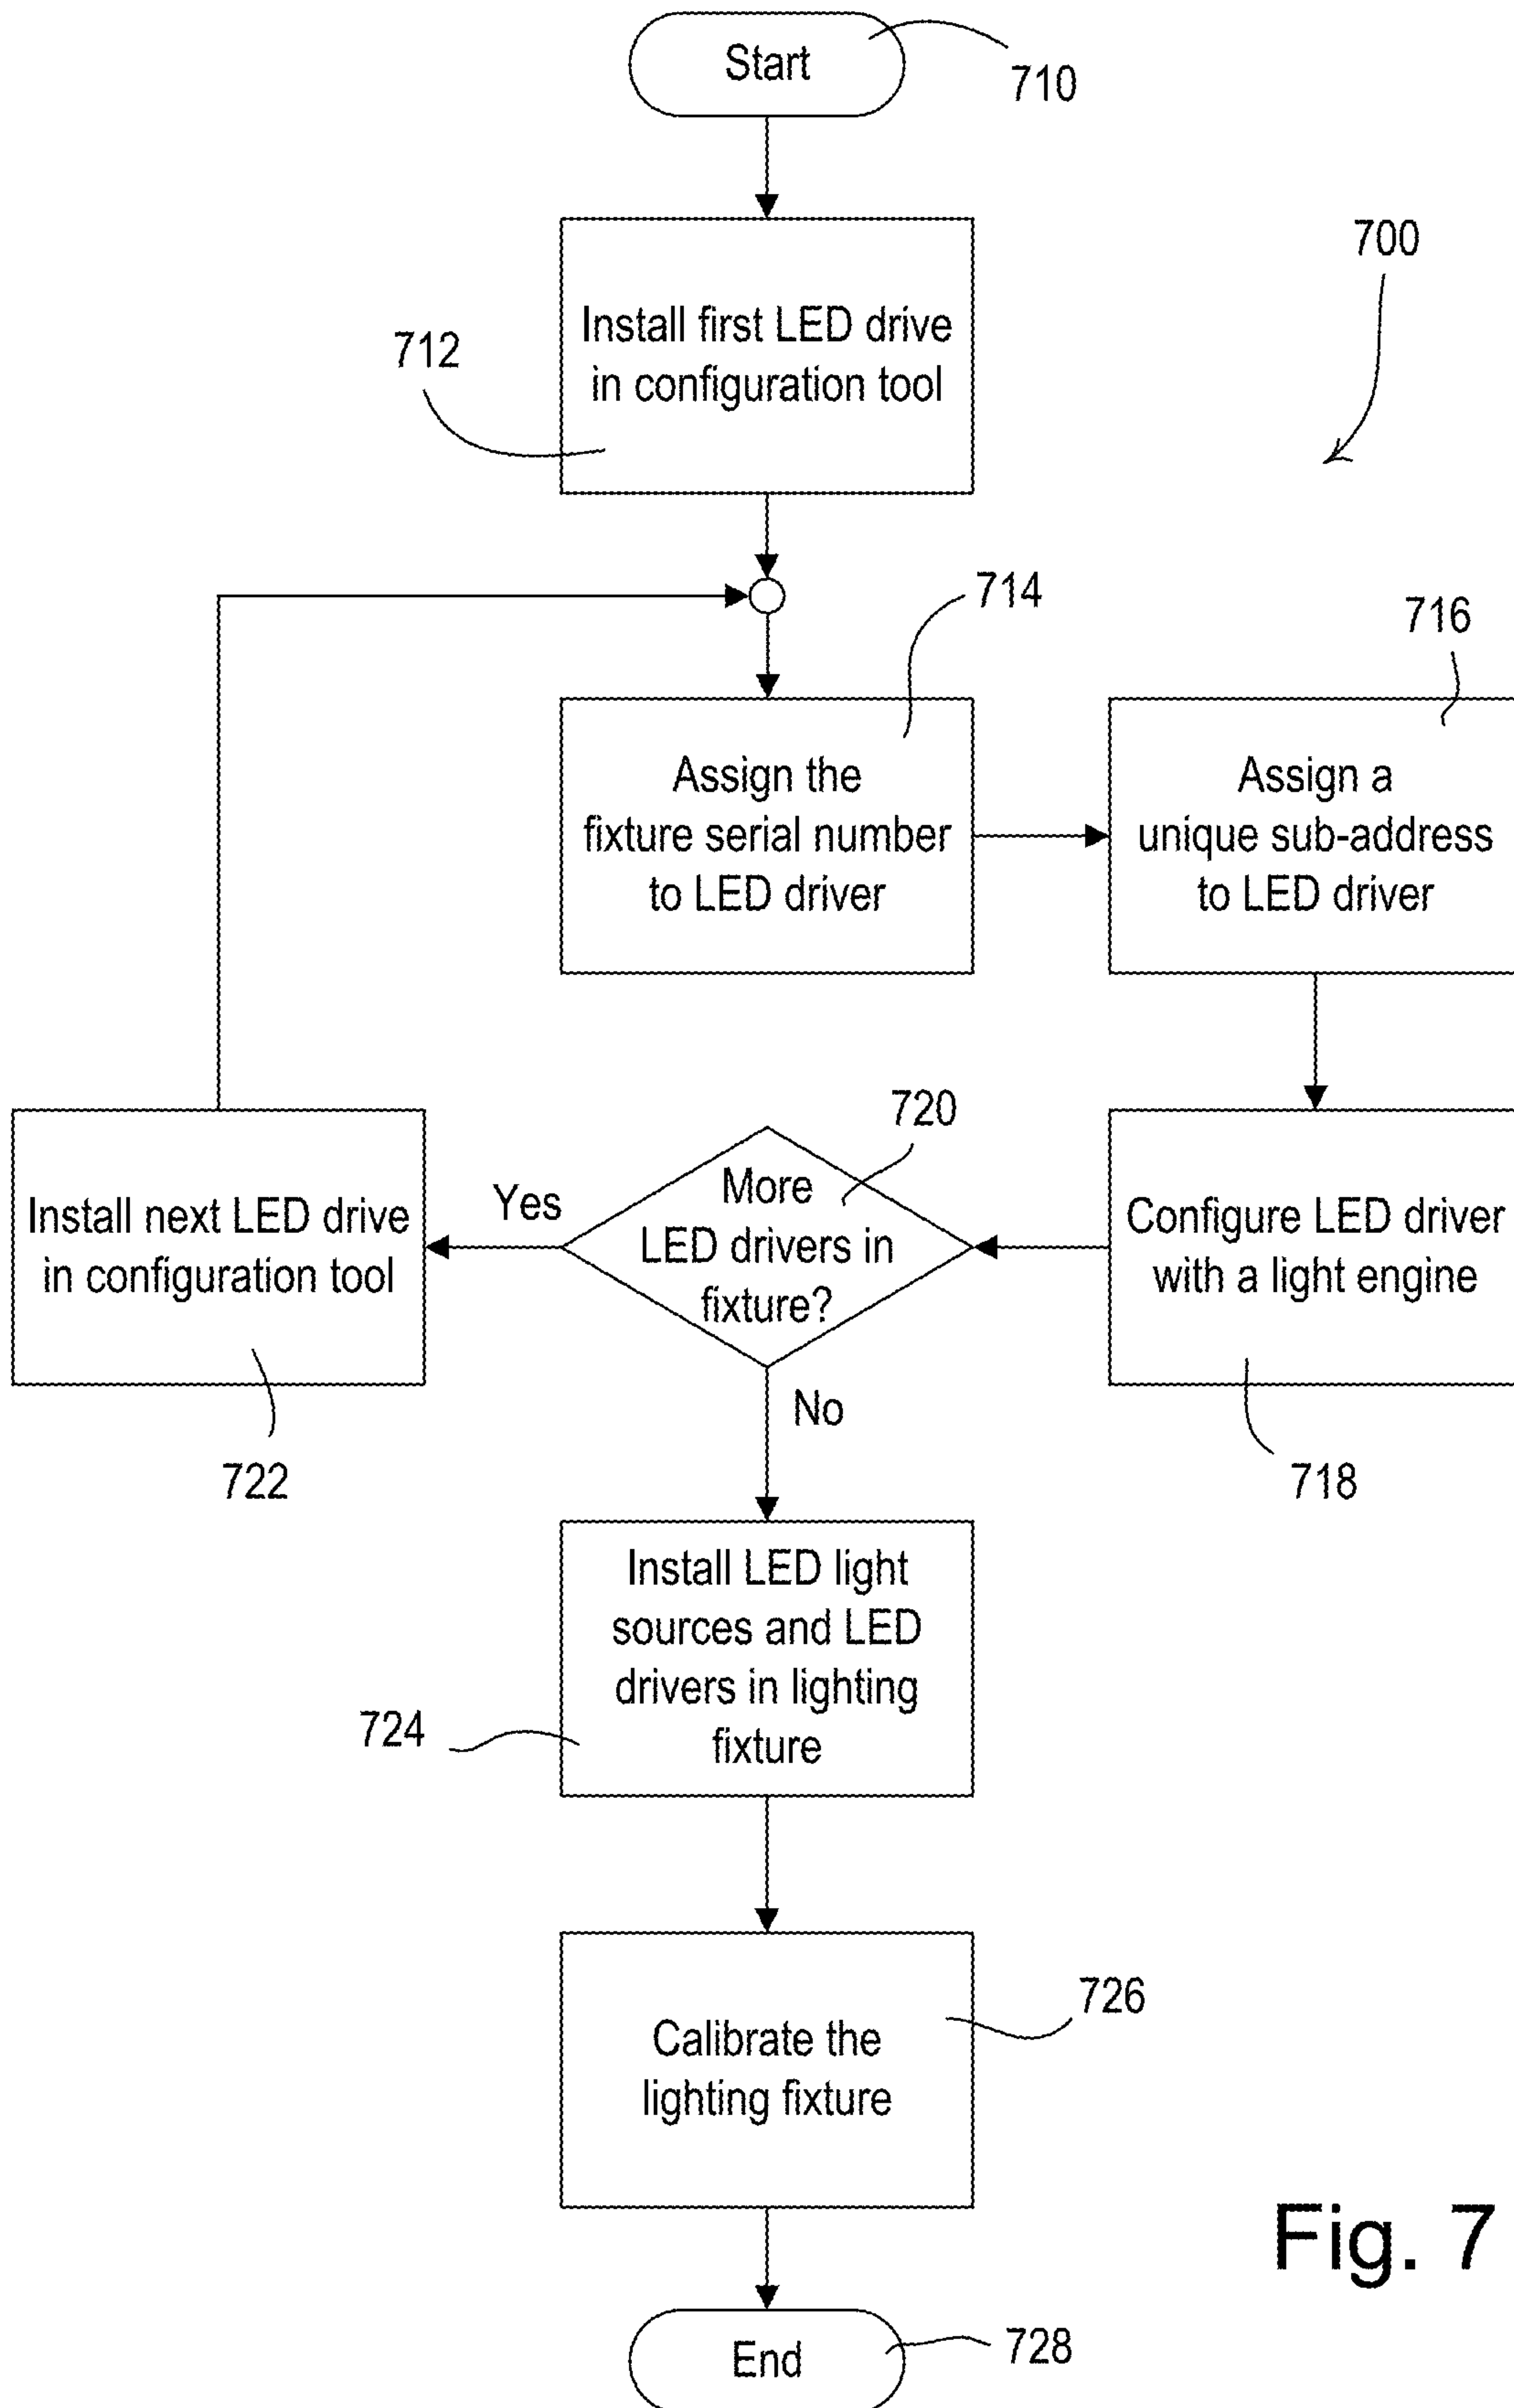 Start
710
700
Install first LED drive
in configuration tool
712
714
716
Assign the
fixture serial number
to LED driver
Assign a
unique sub-address
to LED driver
720
Install next LED drive
in configuration tool
Yes
More
LED drivers in
fixture?
Configure LED driver
with a light engine
No
722
718
Install LED light
sources and LED
drivers in lighting
fixture
724
726
Calibrate the
lighting fixture
Fig. 7
End
728